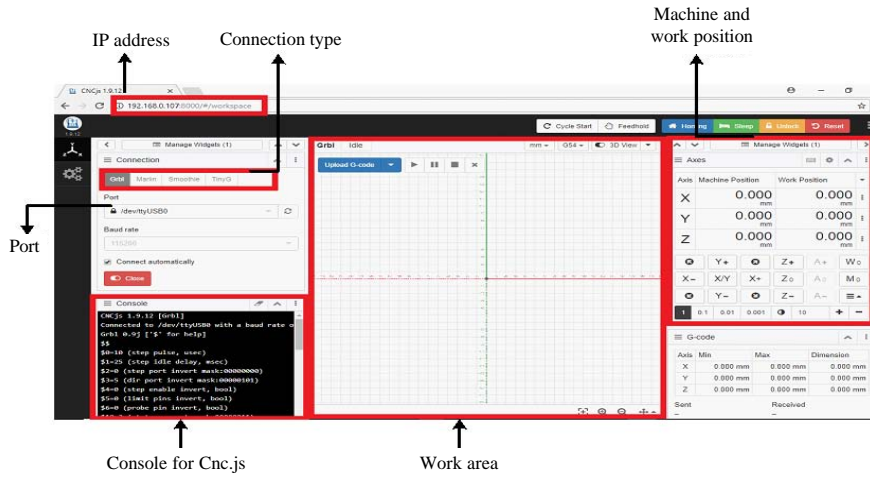 Machine and
work position
IP address
Connection type
CNCjs 1.9.12
192.168.0.107:8000/#/workspace
1.9.12
Cycle Start
Feedhold
Homing
Sleep
Unlock
Reset
Manage Widgets (1)
Connection
Grbl Marlin Smoothie TinyG
Port
/dev/ttyUSB0
Baud rate
115200
Connect automatically
Close
Port
Console
CNCjs 1.9.12 [Grbl]
Connected to /dev/ttyUSB0 with a baud rate o
Grbl 0.9j ['$' for help]
$$
$0=10 (step pulse, usec)
$1=25 (step idle delay, msec)
$2=0 (step port invert mask:00000000)
$3=5 (dir port invert mask:00000101)
$4=0 (step enable invert, bool)
$5=0 (limit pins invert, bool)
$6=0 (probe pin invert, bool)
Grbl Idle
mm G54 3D View
Upload G-code
Manage Widgets (1)
Axes
Axis Machine Position Work Position
X 0.000 mm 0.000 mm
Y 0.000 mm 0.000 mm
Z 0.000 mm 0.000 mm
Y+ Z+ A+ W0
X- X/Y X+ Z0 A0 M0
Y- Z- A-
1 0.1 0.01 0.001 10 + -
G-code
Axis Min Max Dimension
X 0.000 mm 0.000 mm 0.000 mm
Y 0.000 mm 0.000 mm 0.000 mm
Z 0.000 mm 0.000 mm 0.000 mm
Sent Received
– –
Console for Cnc.js
Work area